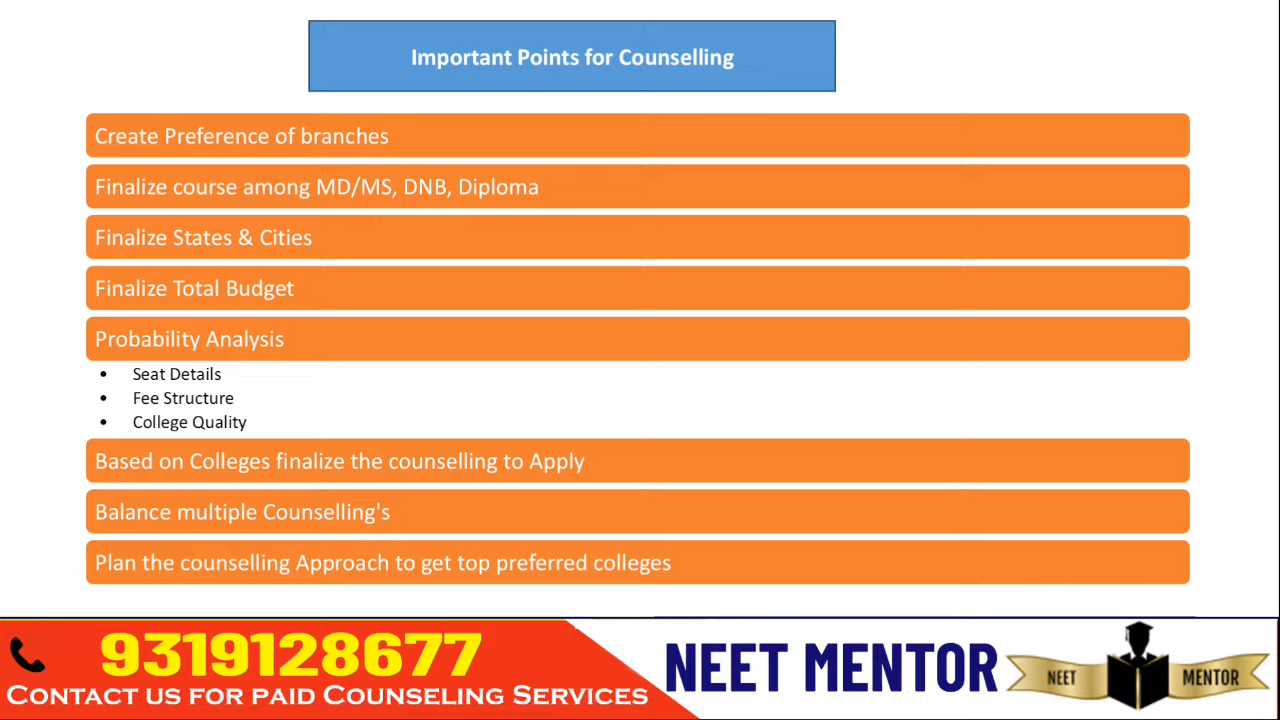 Important Points for Counselling
Create Preference of branches
Finalize course among MD/MS, DNB, Diploma
Finalize States & Cities
Finalize Total Budget
Probability Analysis
• Seat Details
• Fee Structure
• College Quality
Based on Colleges finalize the counselling to Apply
Balance multiple Counselling's
Plan the counselling Approach to get top preferred colleges
9319128677
CONTACT US FOR PAID COUNSELING SERVICES
NEET MENTOR
NEET MENTOR